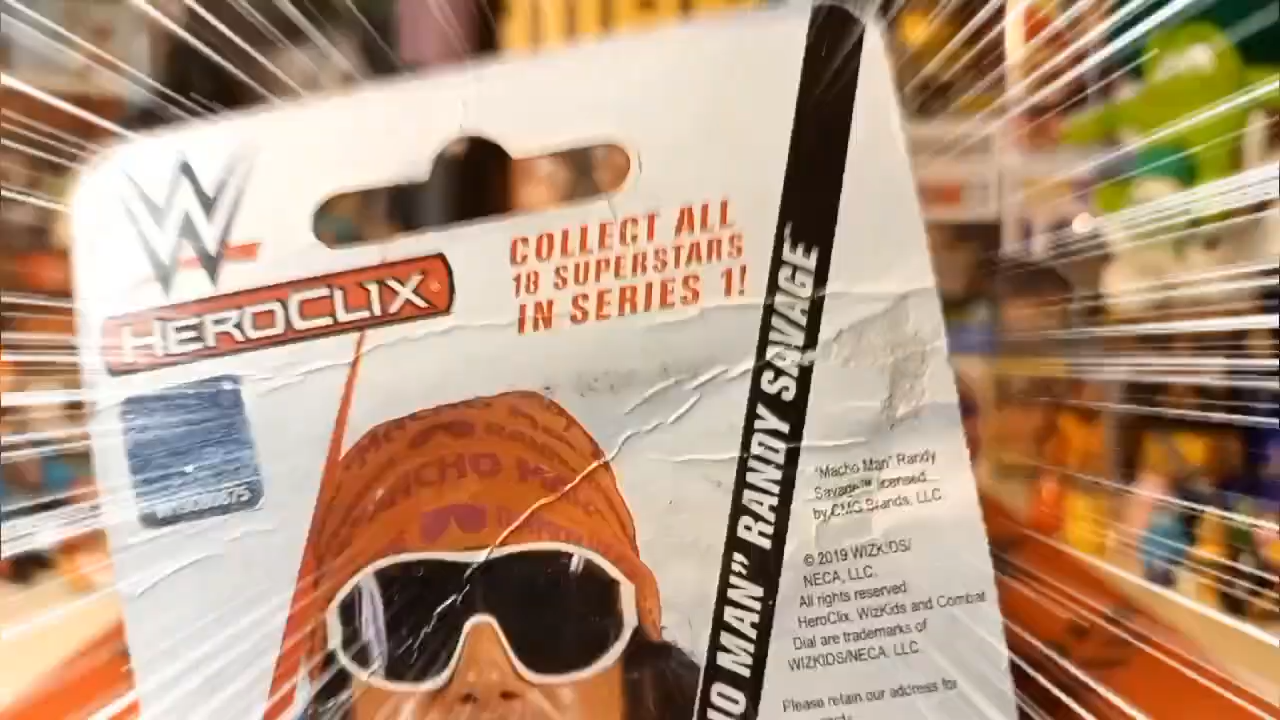 W
HEROCLIX
COLLECT ALL
18 SUPERSTARS
IN SERIES 1!
MACHO MAN
HO MAN” RANDY SAVAGE™
“Macho Man” Randy
Savage™ licensed
by CMG Brands, LLC
© 2019 WIZKIDS/
NECA, LLC.
All rights reserved
HeroClix, WizKids and Combat
Dial are trademarks of
WIZKIDS/NECA, LLC
Please retain our address for